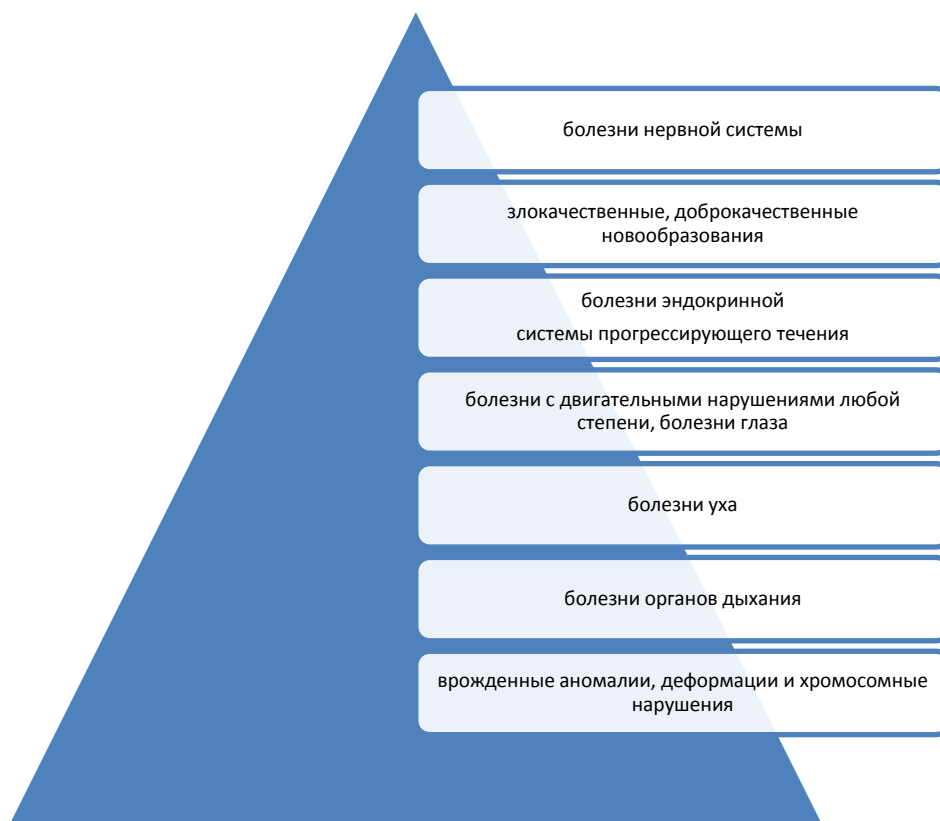 болезни нервной системы
злокачественные, доброкачественные
новообразования
болезни эндокринной
системы прогрессирующего течения
болезни с двигательными нарушениями любой
степени, болезни глаза
болезни уха
болезни органов дыхания
врожденные аномалии, деформации и хромосомные
нарушения